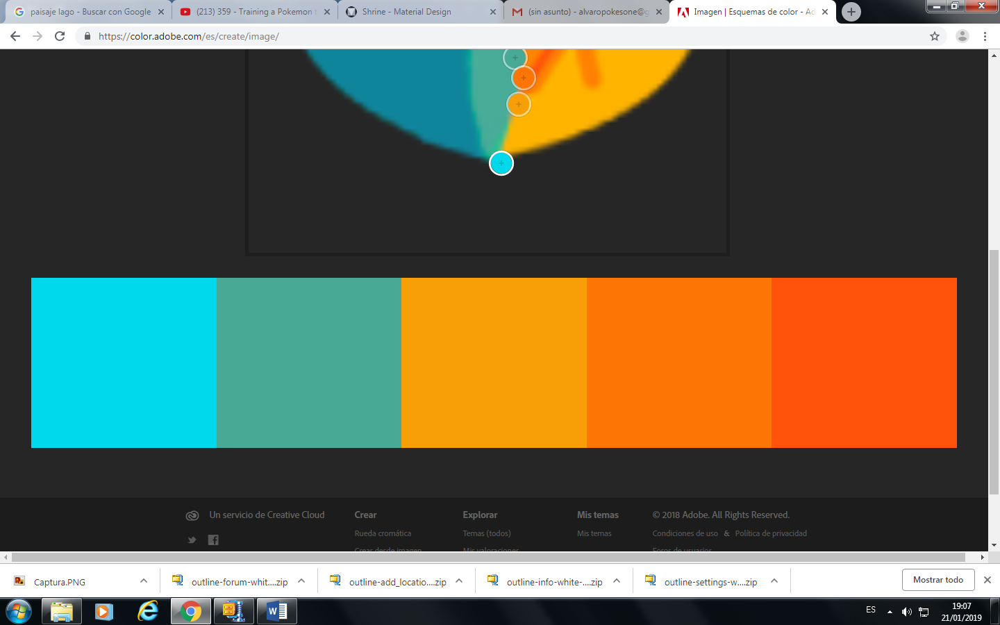 paisaje lago - Buscar con Google
(213) 359 - Training a Pokemon t
Shrine - Material Design
(sin asunto) - alvaropokesone@g
Imagen | Esquemas de color - Ad
https://color.adobe.com/es/create/image/
Un servicio de Creative Cloud
Crear
Explorar
Mis temas
© 2018 Adobe. All Rights Reserved.
Rueda cromática
Temas (todos)
Mis temas
Condiciones de uso & Política de privacidad
Crear desde imagen
Mis valoraciones
Foros de usuarios
Captura.PNG
outline-forum-whit....zip
outline-add_locatio....zip
outline-info-white-....zip
outline-settings-w....zip
Mostrar todo
ES
19:07
21/01/2019